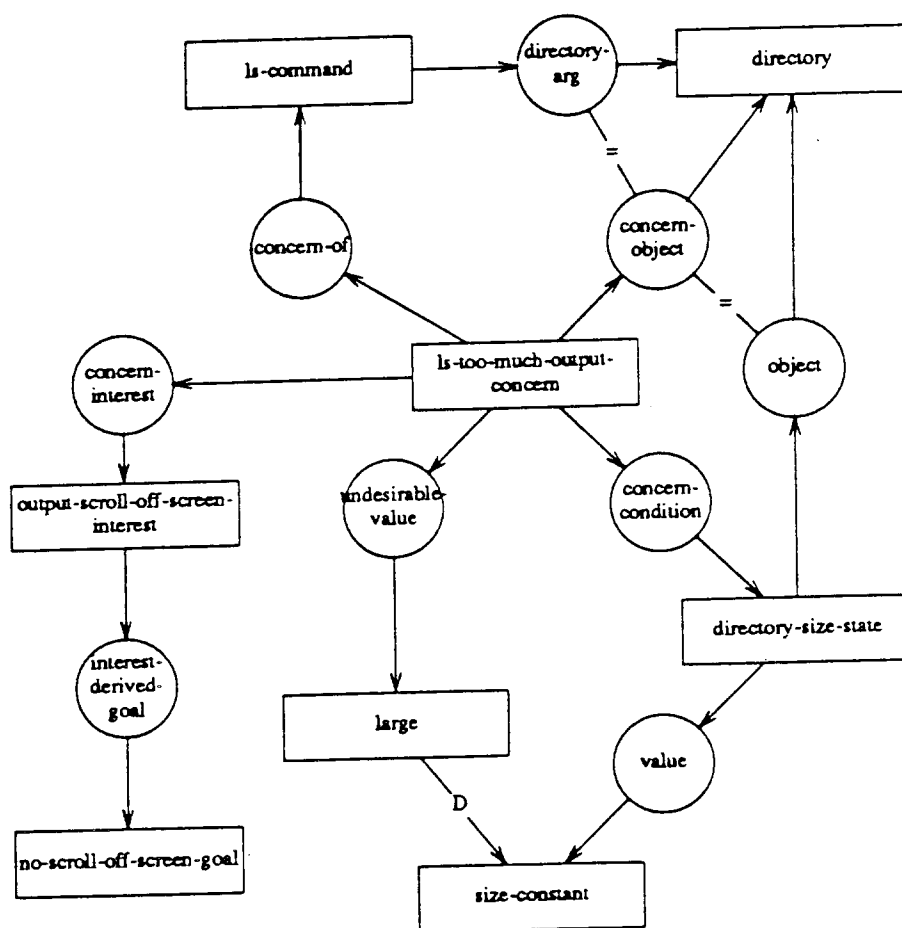 ls-command
directory-
arg
directory
=
concern-of
concern-
object
=
ls-too-much-output-
concern
object
concern-
interest
undesirable-
value
concern-
condition
output-scroll-off-screen-
interest
directory-size-state
interest-
derived-
goal
large
value
D
no-scroll-off-screen-goal
size-constant